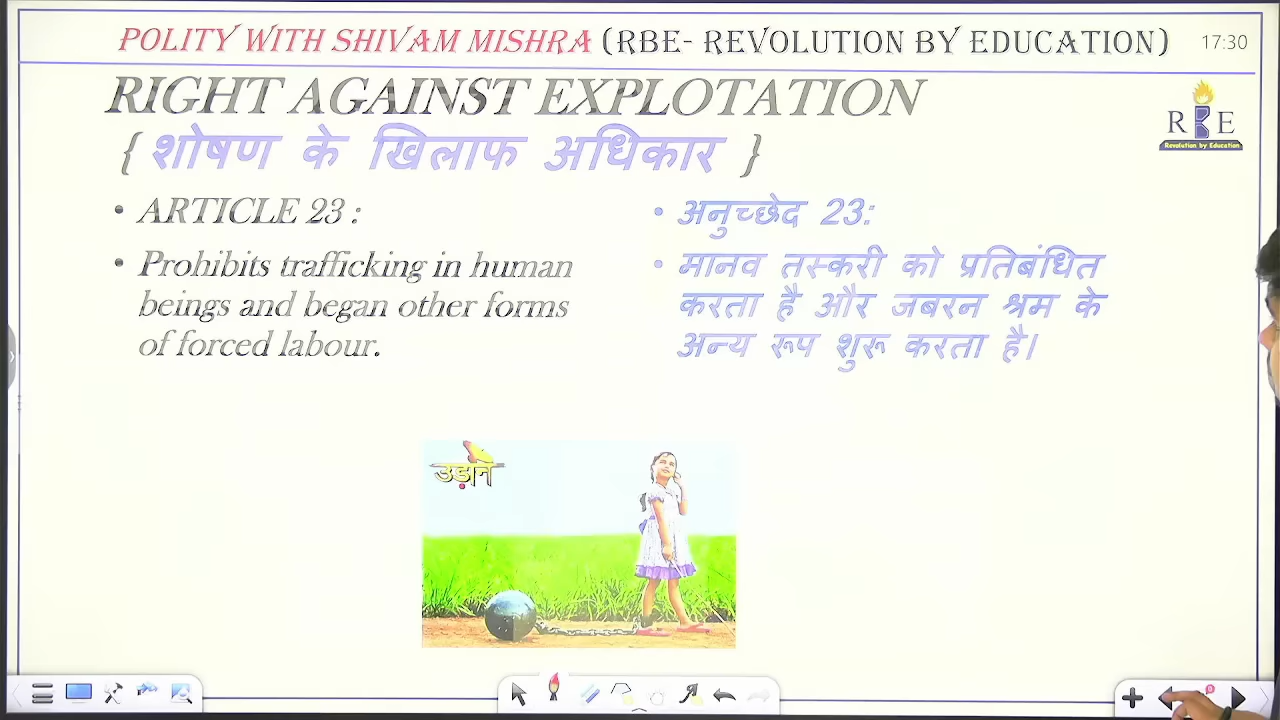 POLITY WITH SHIVAM MISHRA (RBE- REVOLUTION BY EDUCATION)
17:30
RIGHT AGAINST EXPLOTATION
{ शोषण के खिलाफ अधिकार }
R B E
Revolution by Education
• ARTICLE 23 :
• Prohibits trafficking in human
beings and began other forms
of forced labour.
• अनुच्छेद 23:
• मानव तस्करी को प्रतिबंधित
करता है और जबरन श्रम के
अन्य रूप शुरू करता है।
उड़ान